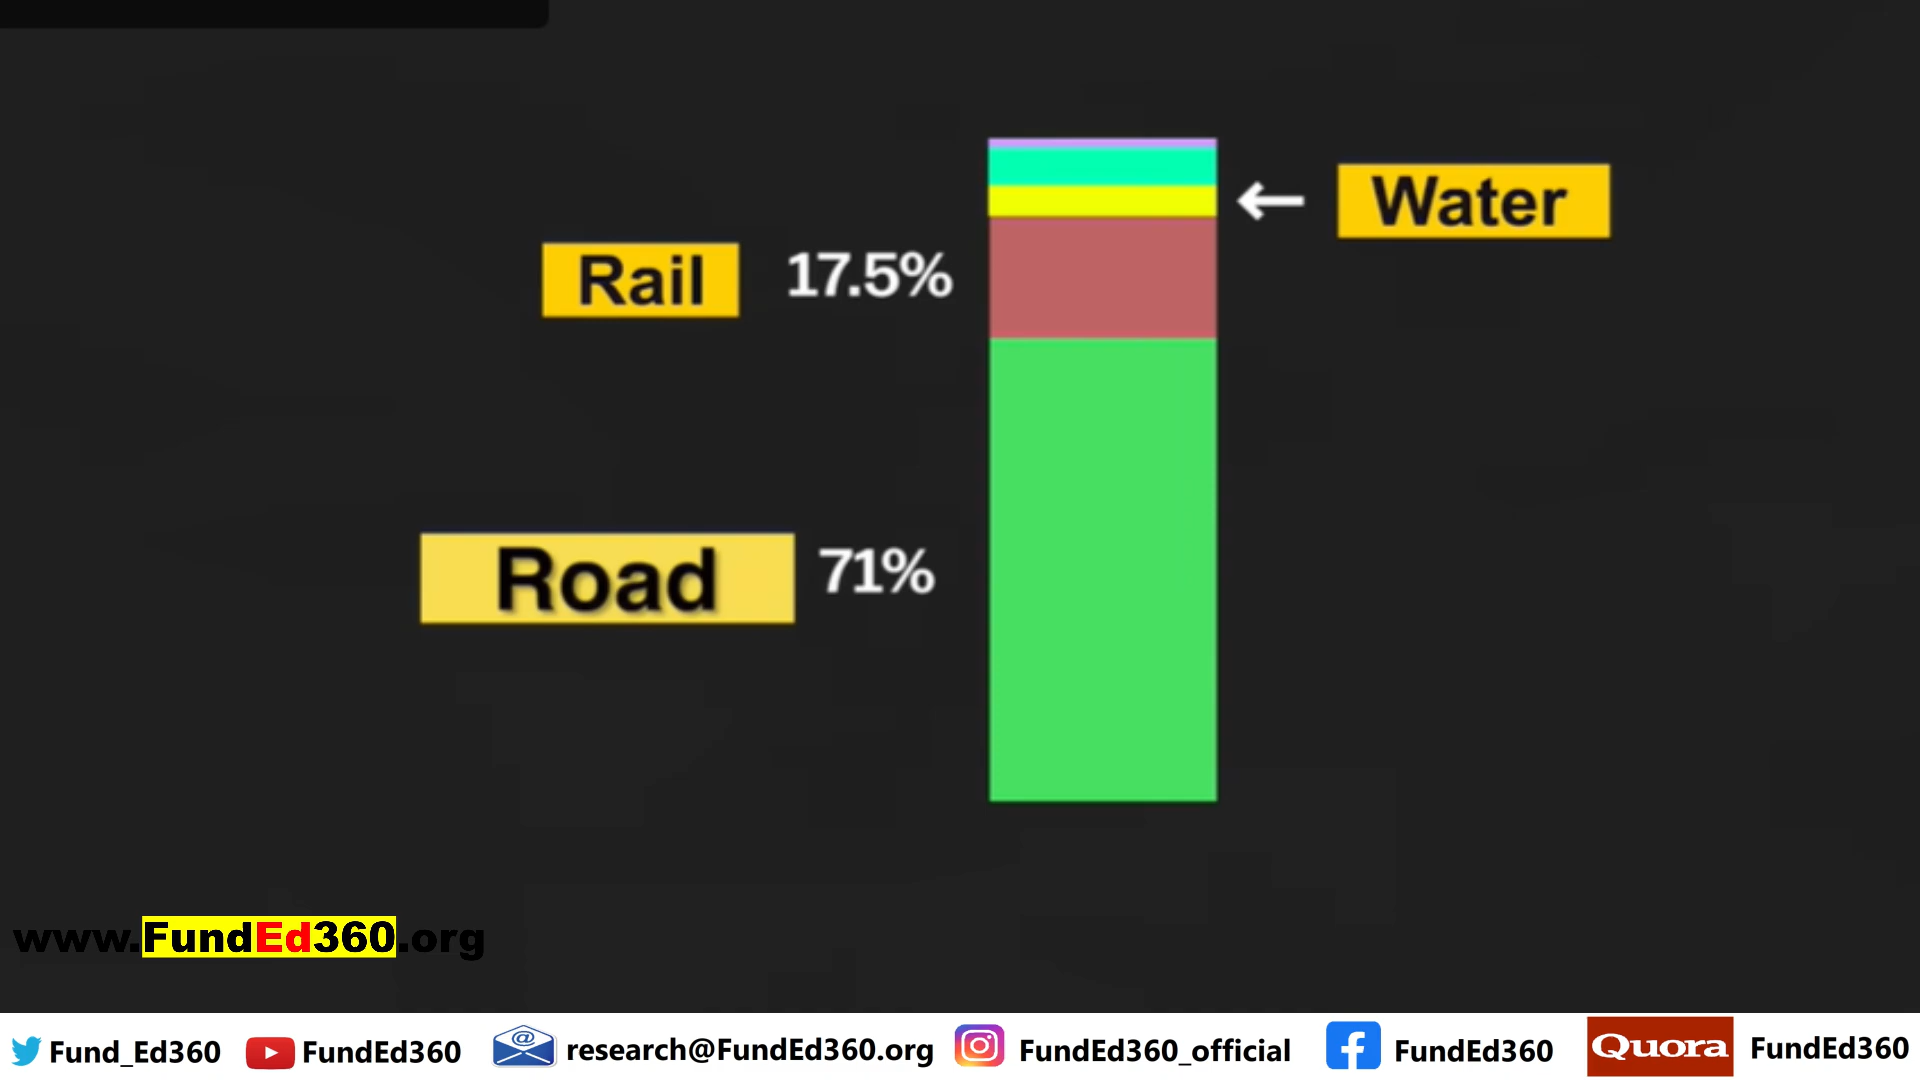 Water
Rail 17.5%
Road 71%
www.FundEd360.org
Fund_Ed360 FundEd360 @ research@FundEd360.org FundEd360_official FundEd360 Quora FundEd360